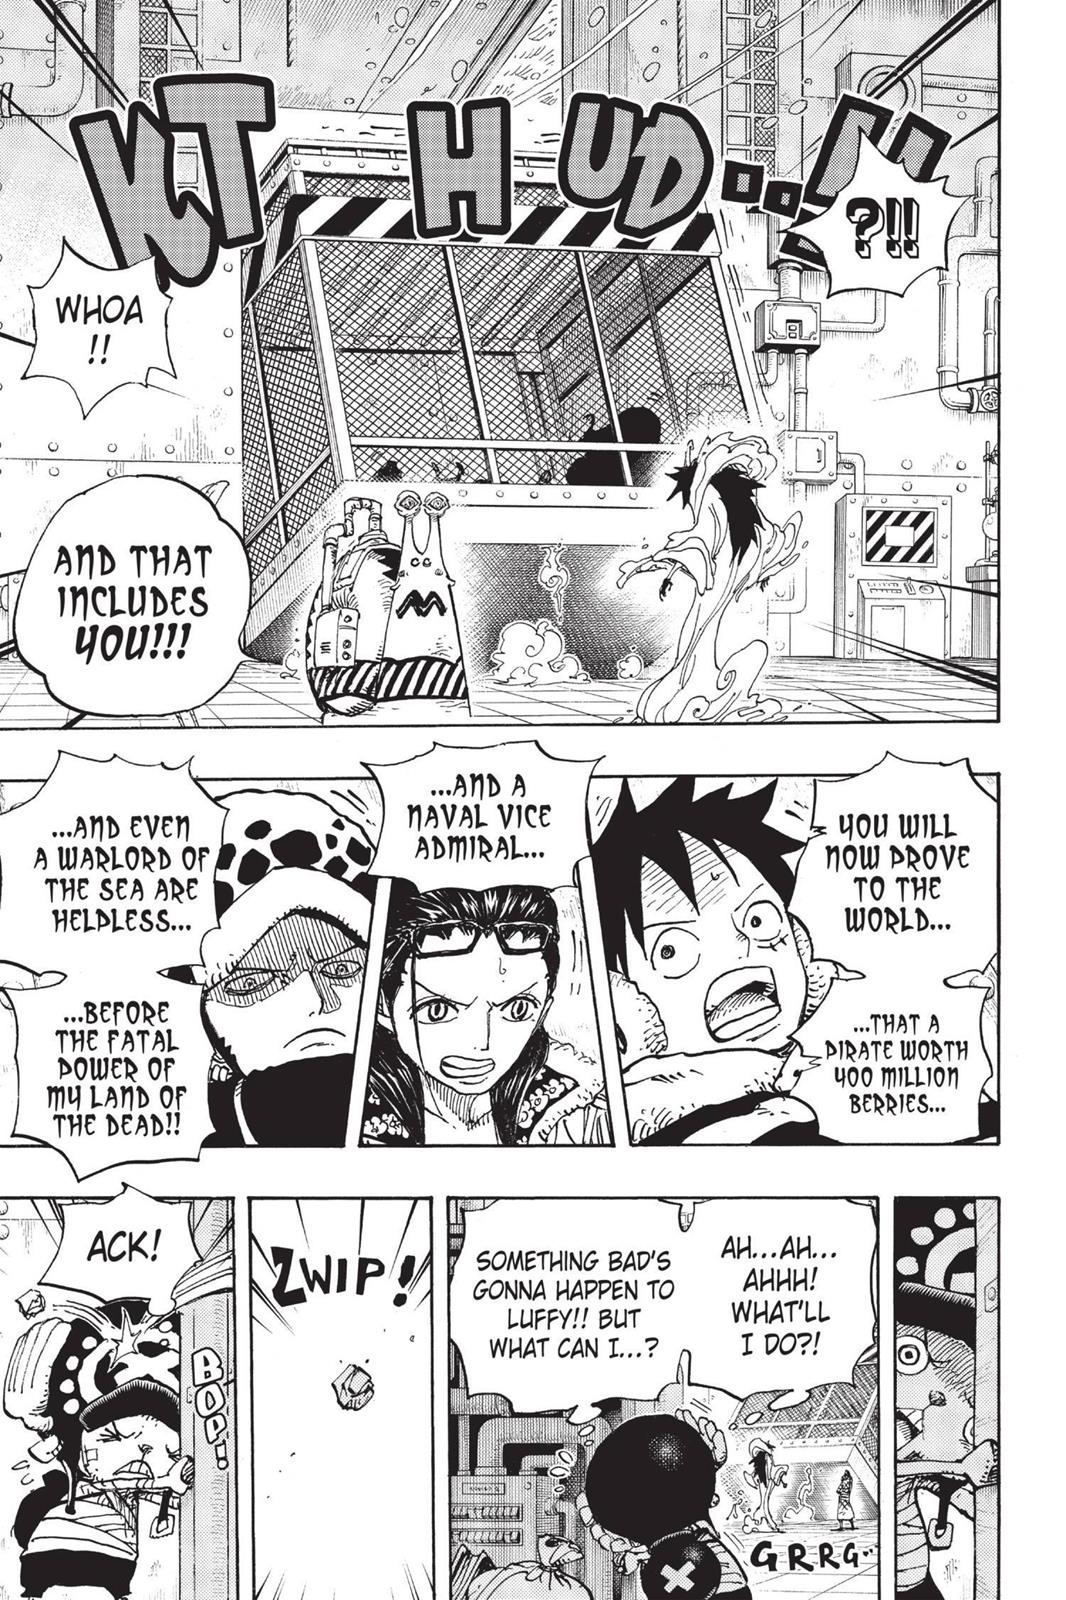 KTHUD...!!
?!!
WHOA
!!
AND THAT
INCLUDES
YOU!!!
YOU WILL
NOW PROVE
TO THE
WORLD...
...THAT A
PIRATE WORTH
400 MILLION
BERRIES...
...AND A
NAVAL VICE
ADMIRAL...
...AND EVEN
A WARLORD OF
THE SEA ARE
HELPLESS...
...BEFORE
THE FATAL
POWER OF
MY LAND OF
THE DEAD!!
AH...AH...
AHHH!
WHAT'LL
I DO?!
SOMETHING BAD'S
GONNA HAPPEN TO
LUFFY!! BUT
WHAT CAN I...?
GRRG..
ZWIP!
ACK!
BOP!